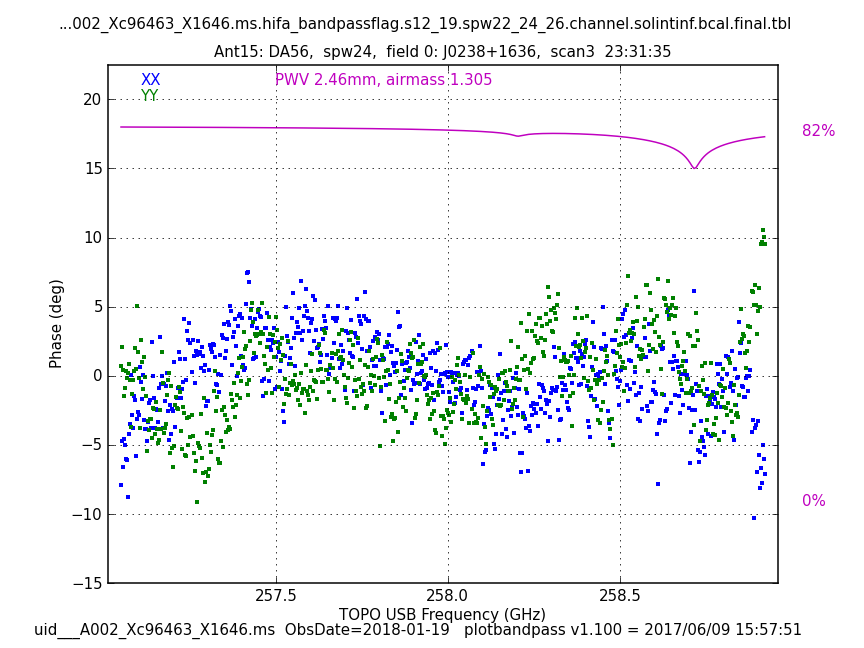 ...002_Xc96463_X1646.ms.hifa_bandpassflag.s12_19.spw22_24_26.channel.solintinf.bcal.final.tbl
Ant15: DA56, spw24, field 0: J0238+1636, scan3 23:31:35
XX
PWV 2.46mm, airmass 1.305
YY
20
82%
15
10
5
Phase (deg)
0
−5
−10
0%
−15
257.5 258.0 258.5
TOPO USB Frequency (GHz)
uid___A002_Xc96463_X1646.ms ObsDate=2018-01-19 plotbandpass v1.100 = 2017/06/09 15:57:51